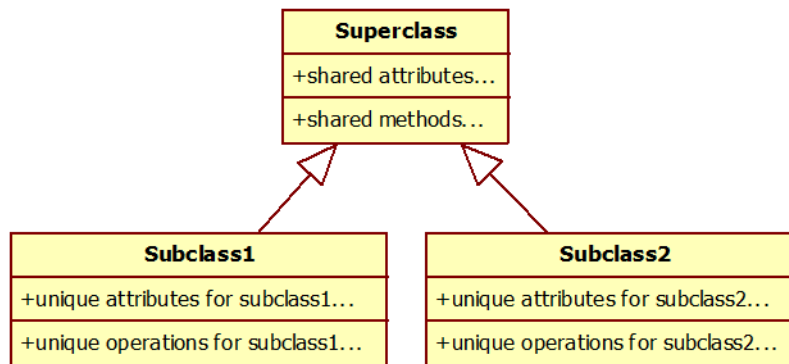 Superclass
+shared attributes...
+shared methods...
Subclass1
+unique attributes for subclass1...
+unique operations for subclass1...
Subclass2
+unique attributes for subclass2...
+unique operations for subclass2...